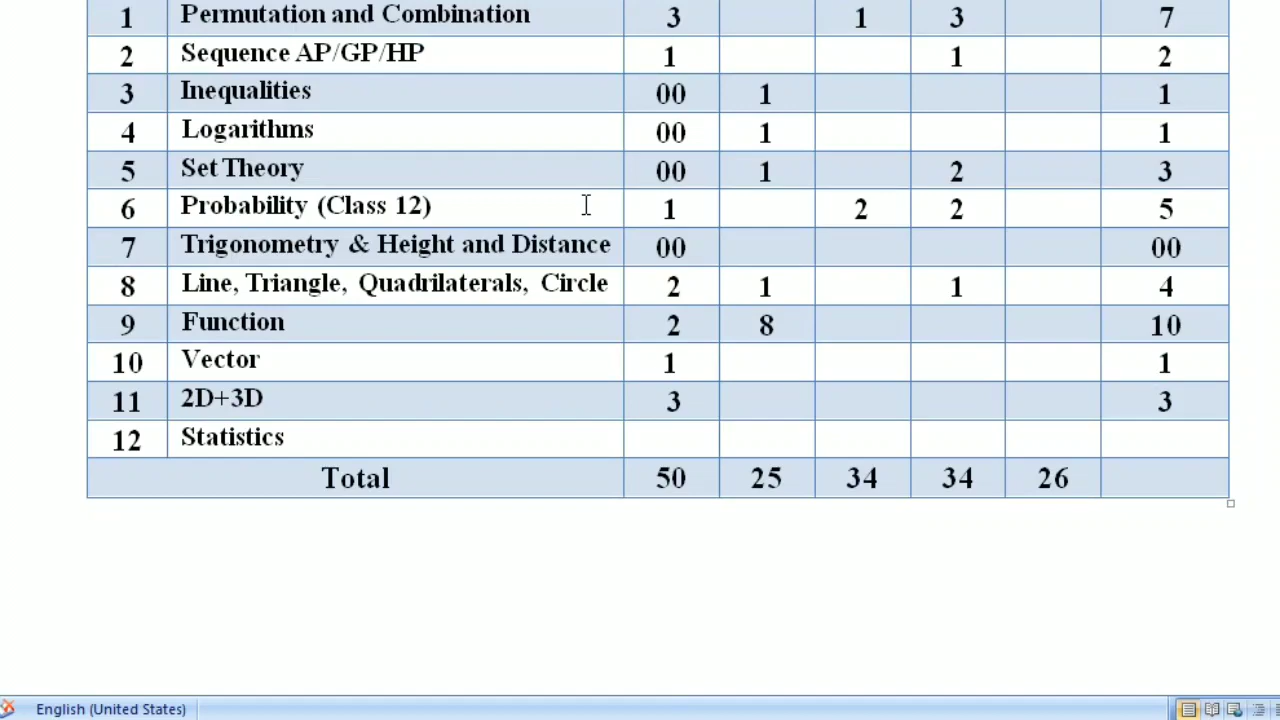 1 Permutation and Combination 3 1 3 7
2 Sequence AP/GP/HP 1 1 2
3 Inequalities 00 1 1
4 Logarithms 00 1 1
5 Set Theory 00 1 2 3
6 Probability (Class 12) 1 2 2 5
7 Trigonometry & Height and Distance 00 00
8 Line, Triangle, Quadrilaterals, Circle 2 1 1 4
9 Function 2 8 10
10 Vector 1 1
11 2D+3D 3 3
12 Statistics
Total 50 25 34 34 26
English (United States)